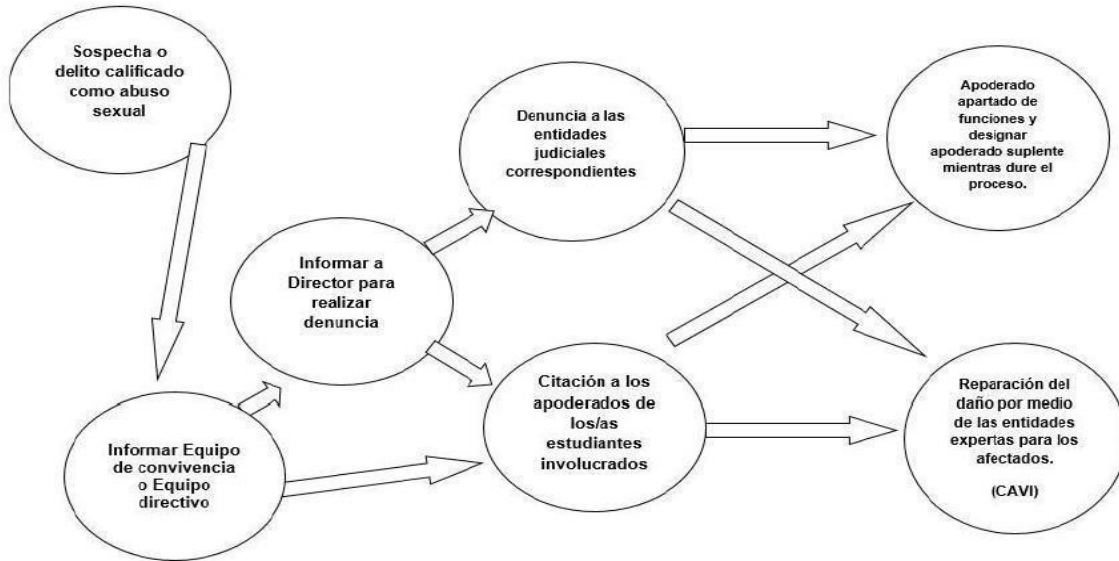 Sospecha o
delito calificado
como abuso
sexual
Informar Equipo
de convivencia
o Equipo
directivo
Informar a
Director para
realizar
denuncia
Denuncia a las
entidades
judiciales
correspondientes
Citación a los
apoderados de
los/as
estudiantes
involucrados
Apoderado
apartado de
funciones y
designar
apoderado suplente
mientras dure el
proceso.
Reparación del
daño por medio
de las entidades
expertas para los
afectados.
(CAVI)